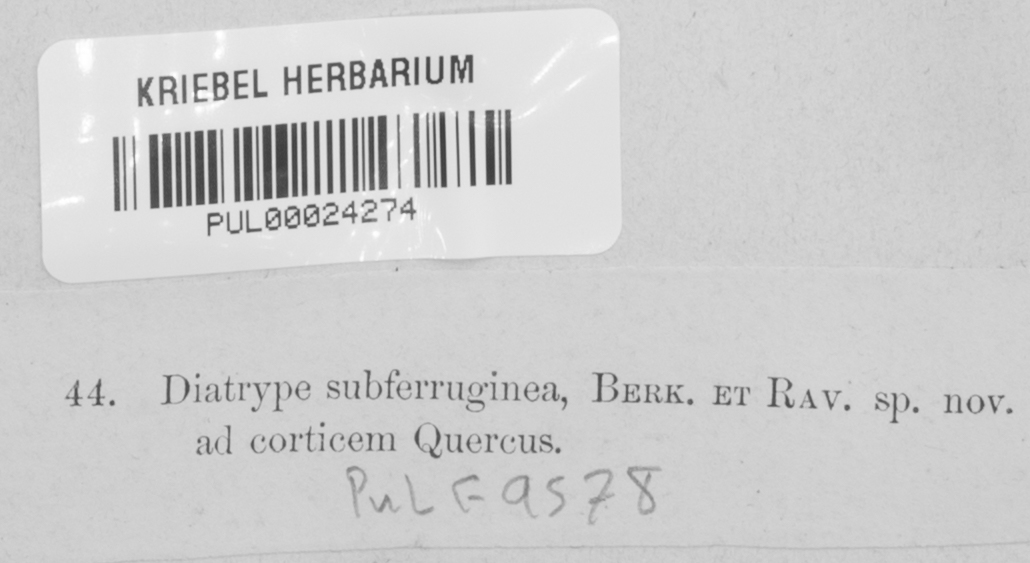 KRIEBEL HERBARIUM
PUL00024274
44. Diatrype subferruginea, BERK. ET RAV. sp. nov.
ad corticem Quercus.
PUL F9578